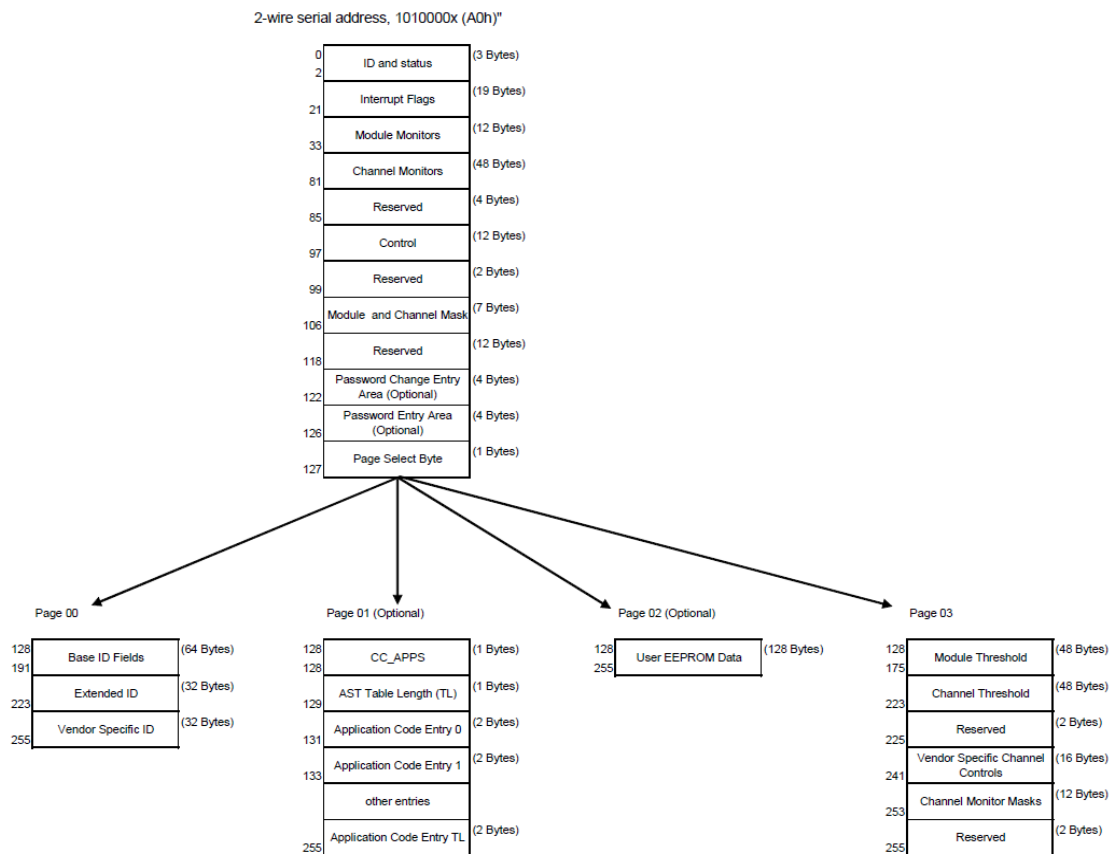 2-wire serial address, 1010000x (A0h)"
0
2
ID and status
(3 Bytes)
21
Interrupt Flags
(19 Bytes)
33
Module Monitors
(12 Bytes)
81
Channel Monitors
(48 Bytes)
85
Reserved
(4 Bytes)
97
Control
(12 Bytes)
99
Reserved
(2 Bytes)
106
Module and Channel Mask
(7 Bytes)
118
Reserved
(12 Bytes)
122
Password Change Entry
Area (Optional)
(4 Bytes)
126
Password Entry Area
(Optional)
(4 Bytes)
127
Page Select Byte
(1 Bytes)
Page 00
128
191
Base ID Fields
(64 Bytes)
223
Extended ID
(32 Bytes)
255
Vendor Specific ID
(32 Bytes)
Page 01 (Optional)
128
128
CC_APPS
(1 Bytes)
129
AST Table Length (TL)
(1 Bytes)
131
Application Code Entry 0
(2 Bytes)
133
Application Code Entry 1
(2 Bytes)
other entries
255
Application Code Entry TL
(2 Bytes)
Page 02 (Optional)
128
255
User EEPROM Data
(128 Bytes)
Page 03
128
175
Module Threshold
(48 Bytes)
223
Channel Threshold
(48 Bytes)
225
Reserved
(2 Bytes)
241
Vendor Specific Channel
Controls
(16 Bytes)
253
Channel Monitor Masks
(12 Bytes)
255
Reserved
(2 Bytes)